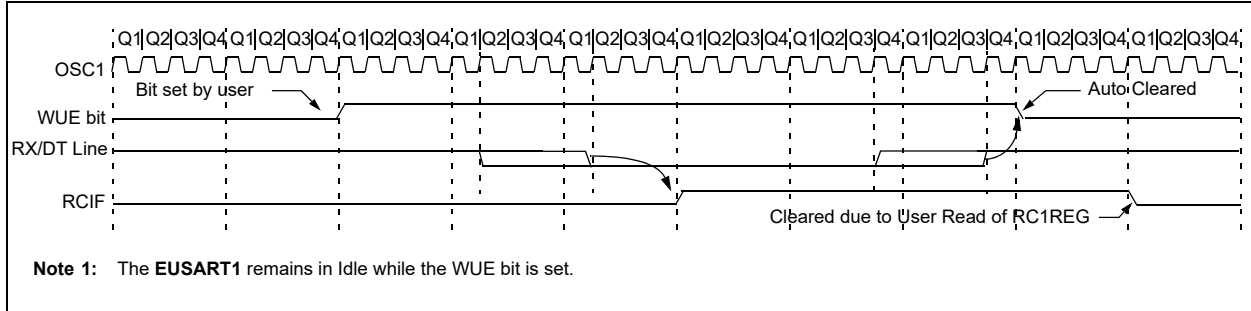 Q1 Q2 Q3 Q4 Q1 Q2 Q3 Q4 Q1 Q2 Q3 Q4 Q1 Q2 Q3 Q4 Q1 Q2 Q3 Q4 Q1 Q2 Q3 Q4 Q1 Q2 Q3 Q4 Q1 Q2 Q3 Q4 Q1 Q2 Q3 Q4 Q1 Q2 Q3 Q4
OSC1
Bit set by user
Auto Cleared
WUE bit
RX/DT Line
RCIF
Cleared due to User Read of RC1REG
Note 1: The EUSART1 remains in Idle while the WUE bit is set.